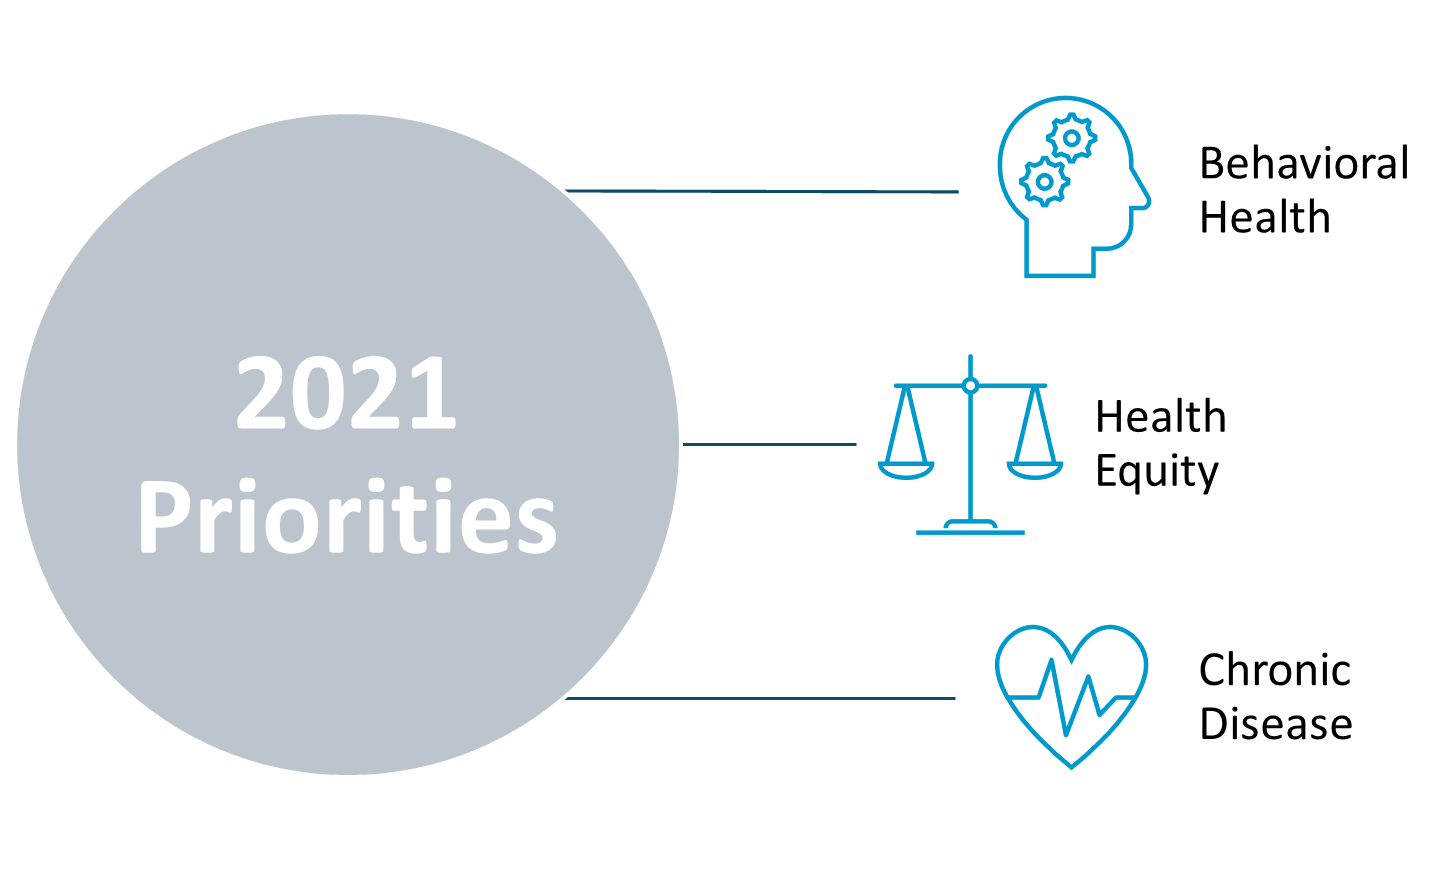 2021
Priorities
Behavioral
Health
Health
Equity
Chronic
Disease